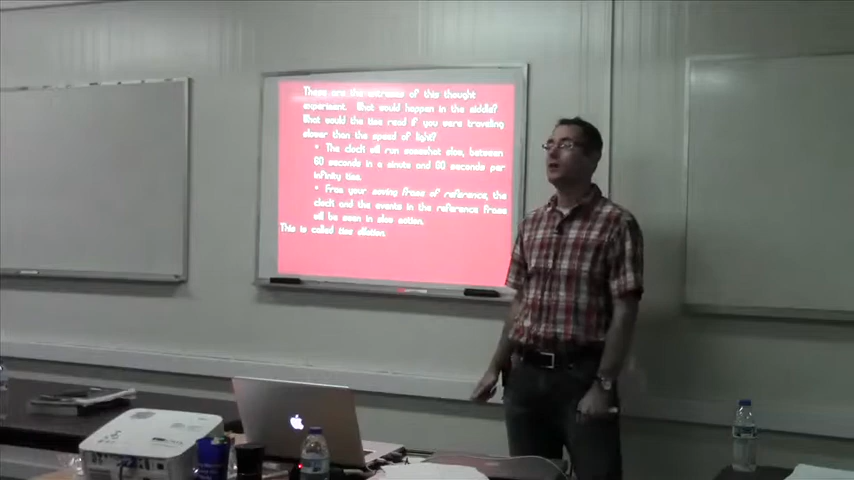 These are the extremes of this thought
experiment. What would happen in the middle?
What would the time read if you were traveling
slower than the speed of light?
• The clock will run somewhat slow, between
60 seconds in a minute and 60 seconds per
infinity time.
• From your moving frame of reference, the
clock and the events in the reference frame
will be seen in slow motion.
This is called time dilation.